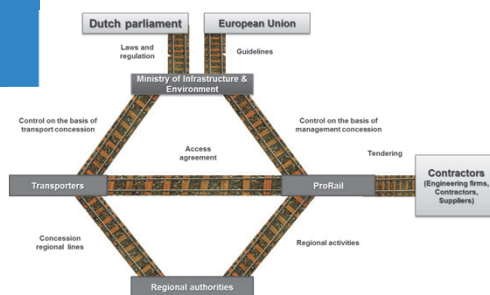 Dutch parliament
European Union
Laws and
regulation
Guidelines
Ministry of Infrastructure &
Environment
Control on the basis of
transport concession
Control on the basis of
management concession
Access
agreement
Tendering
Transporters
ProRail
Contractors
(Engineering firms,
Contractors,
Suppliers)
Concession
regional lines
Regional activities
Regional authorities